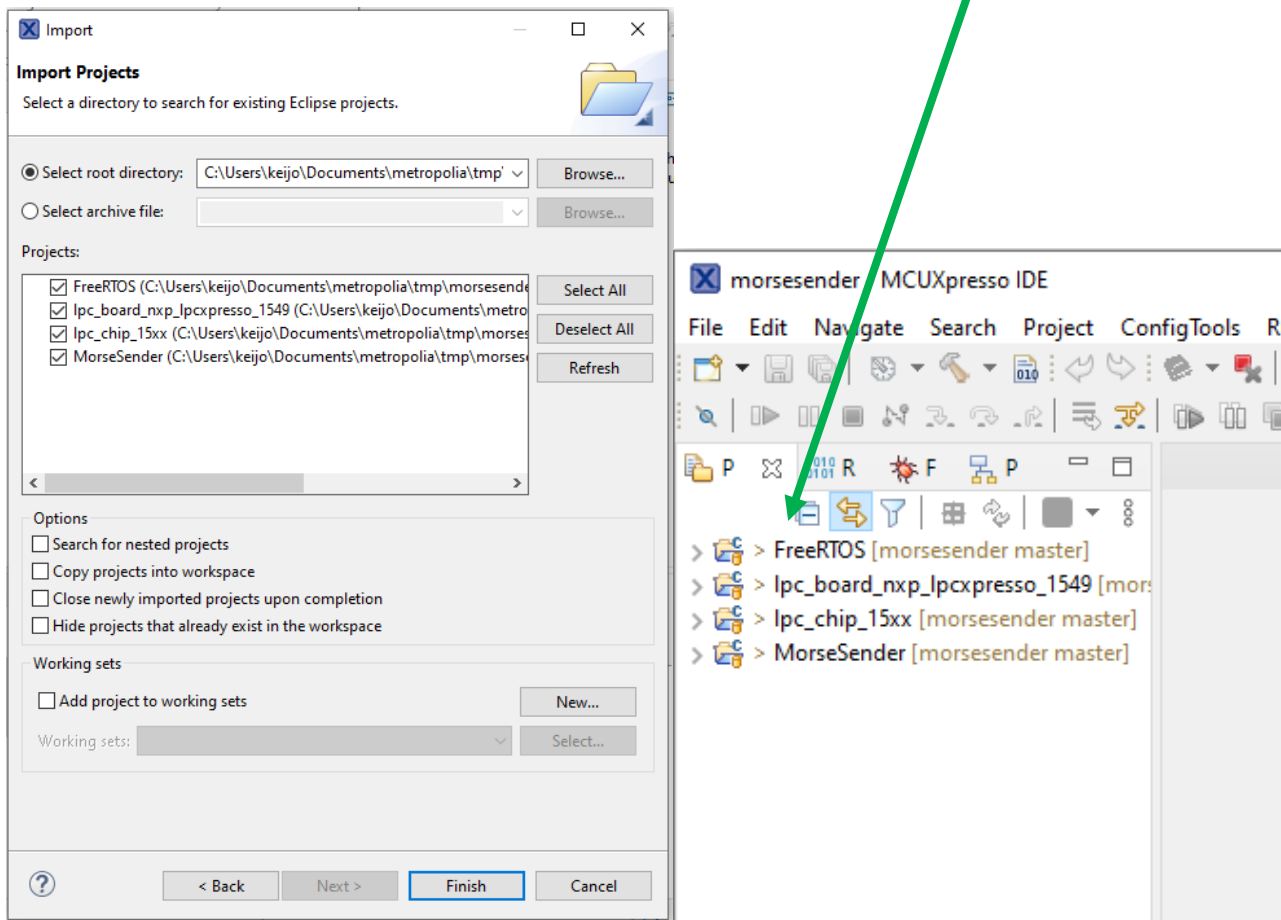 Import
Import Projects
Select a directory to search for existing Eclipse projects.
Select root directory: C:\Users\keijo\Documents\metropolia\tmp' Browse...
Select archive file: Browse...
Projects:
FreeRTOS (C:\Users\keijo\Documents\metropolia\tmp\morsesende
lpc_board_nxp_lpcxpresso_1549 (C:\Users\keijo\Documents\metro
lpc_chip_15xx (C:\Users\keijo\Documents\metropolia\tmp\morses
MorseSender (C:\Users\keijo\Documents\metropolia\tmp\morses
Select All
Deselect All
Refresh
Options
Search for nested projects
Copy projects into workspace
Close newly imported projects upon completion
Hide projects that already exist in the workspace
Working sets
Add project to working sets New...
Working sets: Select...
< Back Next > Finish Cancel
morsesender MCUXpresso IDE
File Edit Navigate Search Project ConfigTools R
P R F P
> FreeRTOS [morsesender master]
> lpc_board_nxp_lpcxpresso_1549 [mors
> lpc_chip_15xx [morsesender master]
> MorseSender [morsesender master]